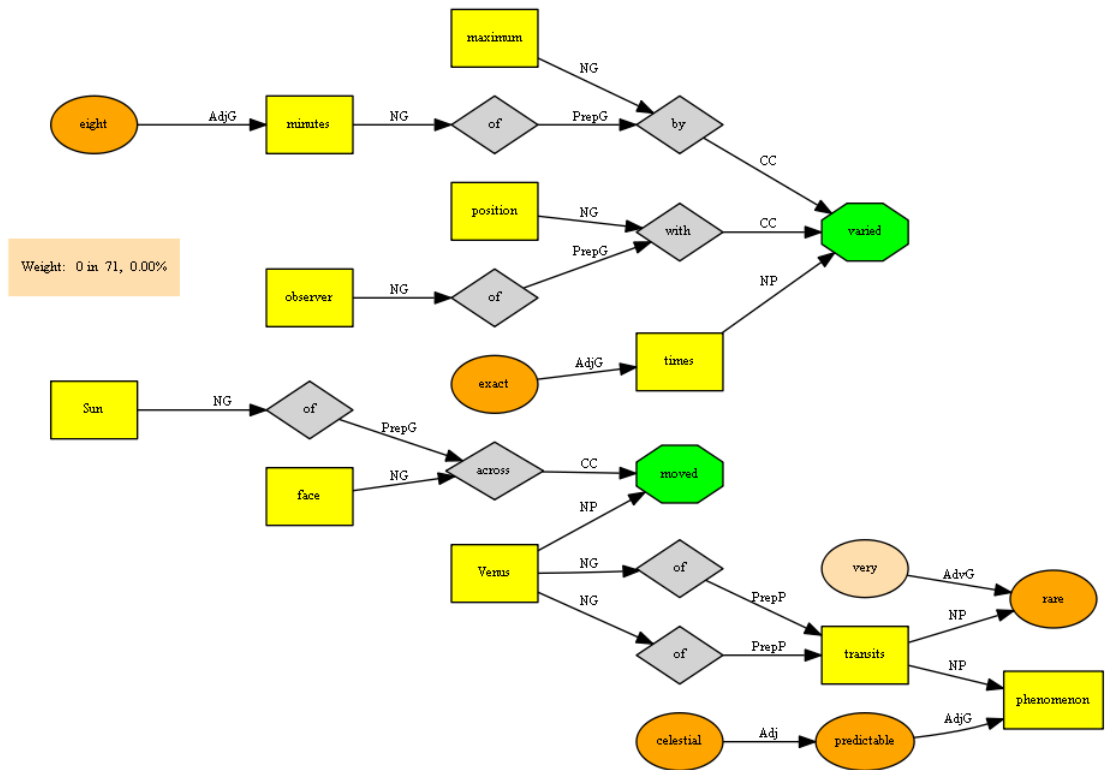 maximum
NG
eight
AdjG
minutes
NG
of
PrepG
by
CC
position
NG
with
CC
varied
PrepG
Weight: 0 in 71, 0.00%
observer
NG
of
NP
times
exact
AdjG
Sun
NG
of
PrepG
across
CC
moved
face
NG
NP
Venus
NG
of
PrepP
very
AdvG
rare
NG
of
PrepP
transits
NP
NP
phenomenon
celestial
Adj
predictable
AdjG